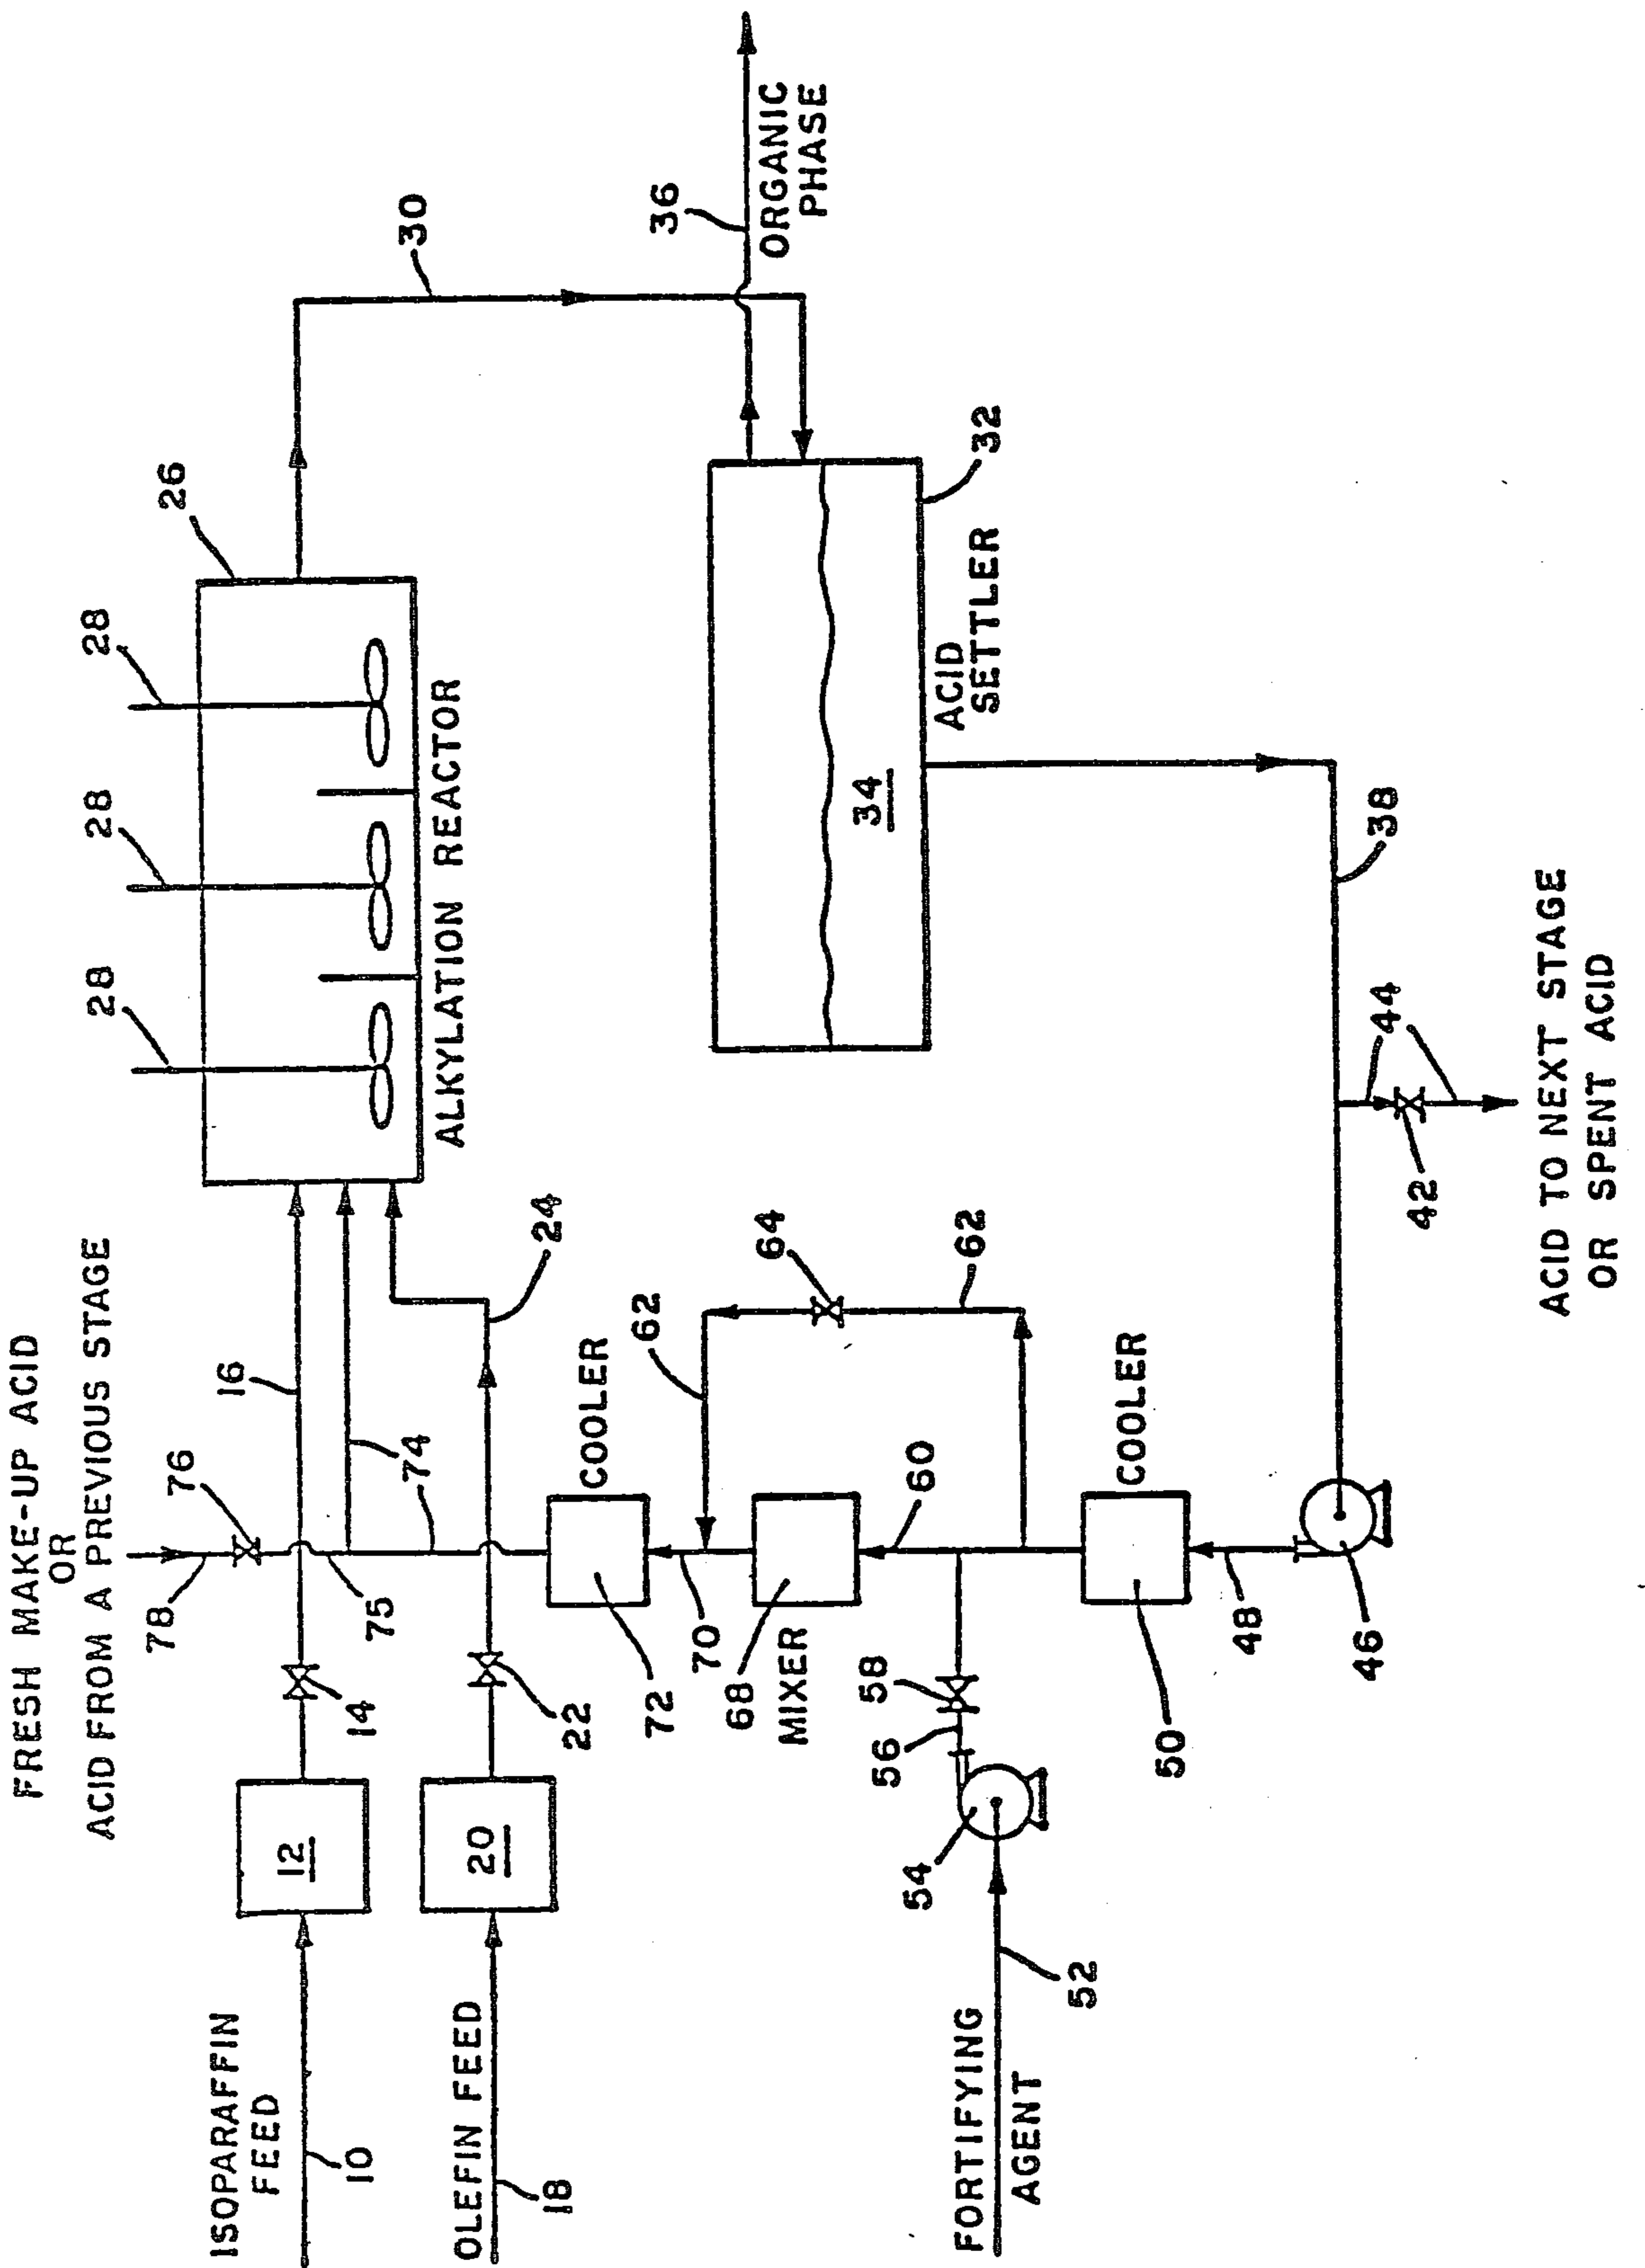 FRESH MAKE-UP ACID
OR
ACID FROM A PREVIOUS STAGE
78
76
75
16
74
24
ISOPARAFFIN
FEED
10
12
14
OLEFIN FEED
18
20
22
28
28
28
26
ALKYLATION REACTOR
30
36
ORGANIC
PHASE
32
34
ACID
SETTLER
38
44
42
ACID TO NEXT STAGE
OR SPENT ACID
COOLER
72
62
64
62
70
68
MIXER
60
COOLER
50
48
46
58
56
54
52
FORTIFYING
AGENT